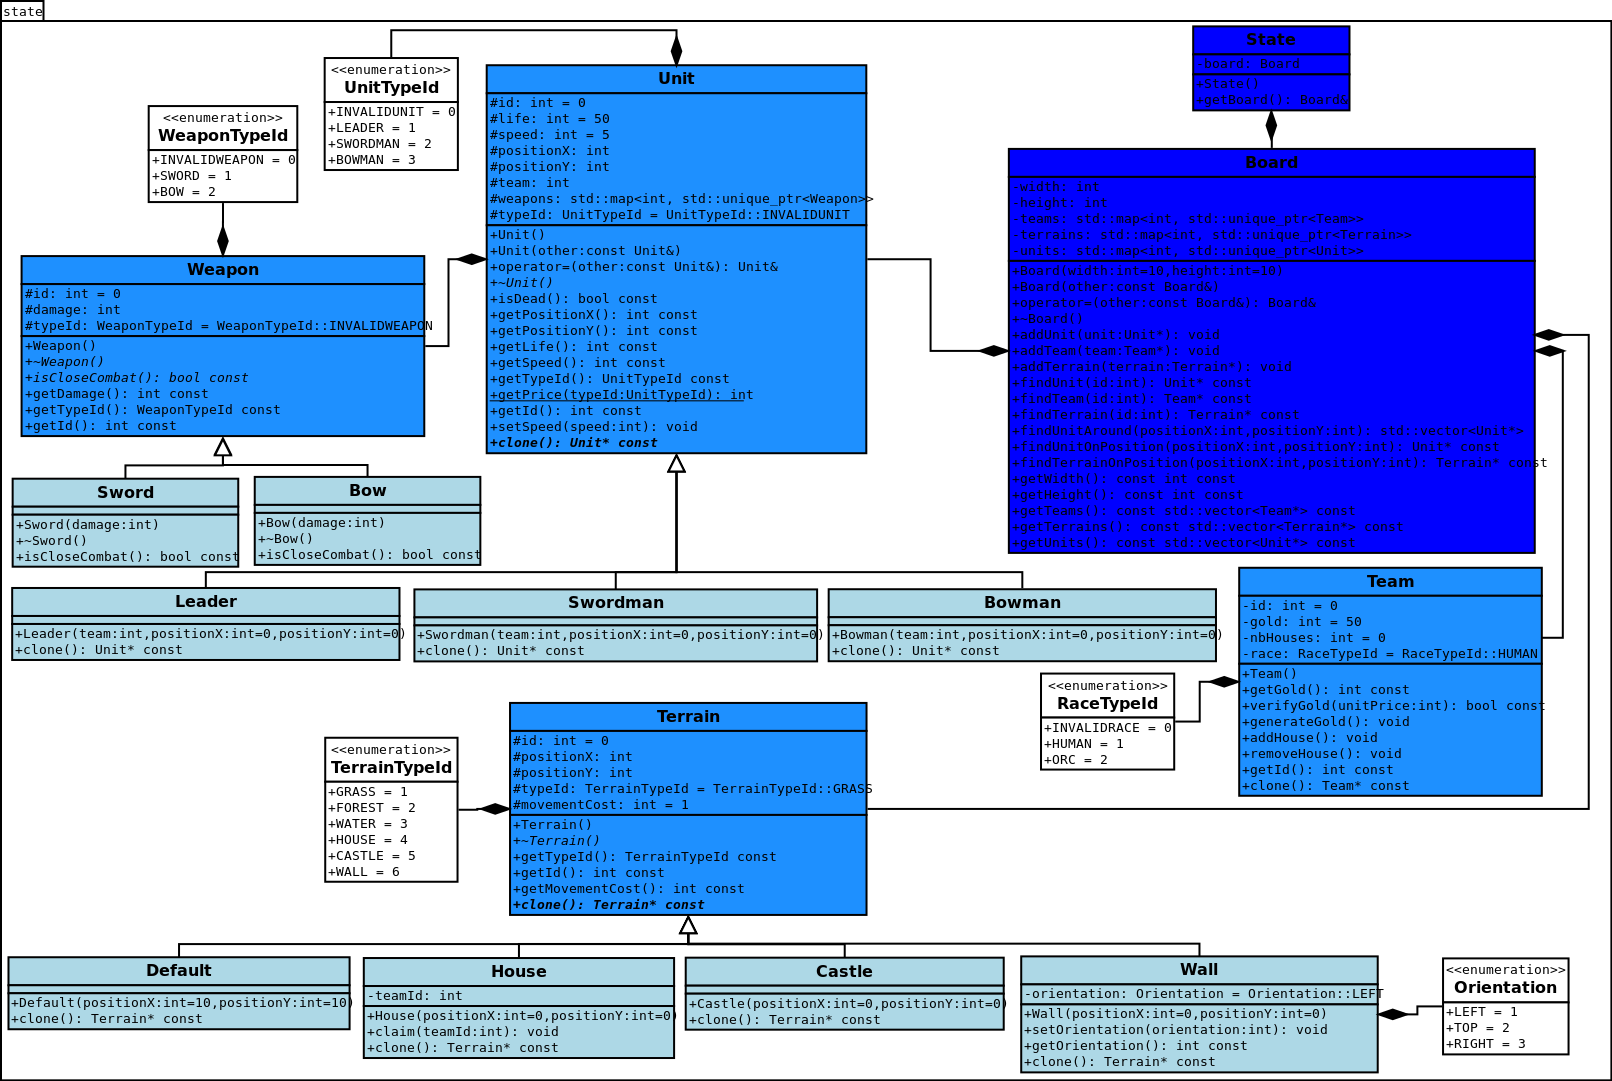 state
<<enumeration>>
UnitTypeId
+INVALIDUNIT = 0
+LEADER = 1
+SWORDMAN = 2
+BOWMAN = 3
Unit
#id: int = 0
#life: int = 50
#speed: int = 5
#positionX: int
#positionY: int
#team: int
#weapons: std::map<int, std::unique_ptr<Weapon>>
#typeId: UnitTypeId = UnitTypeId::INVALIDUNIT
+Unit()
+Unit(other:const Unit&)
+operator=(other:const Unit&): Unit&
+~Unit()
+isDead(): bool const
+getPositionX(): int const
+getPositionY(): int const
+getLife(): int const
+getSpeed(): int const
+getTypeId(): UnitTypeId const
+getPrice(typeId:UnitTypeId): int
+getId(): int const
+setSpeed(speed:int): void
+clone(): Unit* const
State
-board: Board
+State()
+getBoard(): Board&
<<enumeration>>
WeaponTypeId
+INVALIDWEAPON = 0
+SWORD = 1
+BOW = 2
Weapon
#id: int = 0
#damage: int
#typeId: WeaponTypeId = WeaponTypeId::INVALIDWEAPON
+Weapon()
+~Weapon()
+isCloseCombat(): bool const
+getDamage(): int const
+getTypeId(): WeaponTypeId const
+getId(): int const
Board
-width: int
-height: int
-teams: std::map<int, std::unique_ptr<Team>>
-terrains: std::map<int, std::unique_ptr<Terrain>>
-units: std::map<int, std::unique_ptr<Unit>>
+Board(width:int=10,height:int=10)
+Board(other:const Board&)
+operator=(other:const Board&): Board&
+~Board()
+addUnit(unit:Unit*): void
+addTeam(team:Team*): void
+addTerrain(terrain:Terrain*): void
+findUnit(id:int): Unit* const
+findTeam(id:int): Team* const
+findTerrain(id:int): Terrain* const
+findUnitAround(positionX:int,positionY:int): std::vector<Unit*>
+findUnitOnPosition(positionX:int,positionY:int): Unit* const
+findTerrainOnPosition(positionX:int,positionY:int): Terrain* const
+getWidth(): const int const
+getHeight(): const int const
+getTeams(): const std::vector<Team*> const
+getTerrains(): const std::vector<Terrain*> const
+getUnits(): const std::vector<Unit*> const
Sword
+Sword(damage:int)
+~Sword()
+isCloseCombat(): bool const
Bow
+Bow(damage:int)
+~Bow()
+isCloseCombat(): bool const
Leader
+Leader(team:int,positionX:int=0,positionY:int=0)
+clone(): Unit* const
Swordman
+Swordman(team:int,positionX:int=0,positionY:int=0)
+clone(): Unit* const
Bowman
+Bowman(team:int,positionX:int=0,positionY:int=0)
+clone(): Unit* const
Team
-id: int = 0
-gold: int = 50
-nbHouses: int = 0
-race: RaceTypeId = RaceTypeId::HUMAN
+Team()
+getGold(): int const
+verifyGold(unitPrice:int): bool const
+generateGold(): void
+addHouse(): void
+removeHouse(): void
+getId(): int const
+clone(): Team* const
<<enumeration>>
RaceTypeId
+INVALIDRACE = 0
+HUMAN = 1
+ORC = 2
<<enumeration>>
TerrainTypeId
+GRASS = 1
+FOREST = 2
+WATER = 3
+HOUSE = 4
+CASTLE = 5
+WALL = 6
Terrain
#id: int = 0
#positionX: int
#positionY: int
#typeId: TerrainTypeId = TerrainTypeId::GRASS
#movementCost: int = 1
+Terrain()
+~Terrain()
+getTypeId(): TerrainTypeId const
+getId(): int const
+getMovementCost(): int const
+clone(): Terrain* const
Default
+Default(positionX:int=10,positionY:int=10)
+clone(): Terrain* const
House
-teamId: int
+House(positionX:int=0,positionY:int=0)
+claim(teamId:int): void
+clone(): Terrain* const
Castle
+Castle(positionX:int=0,positionY:int=0)
+clone(): Terrain* const
Wall
-orientation: Orientation = Orientation::LEFT
+Wall(positionX:int=0,positionY:int=0)
+setOrientation(orientation:int): void
+getOrientation(): int const
+clone(): Terrain* const
<<enumeration>>
Orientation
+LEFT = 1
+TOP = 2
+RIGHT = 3